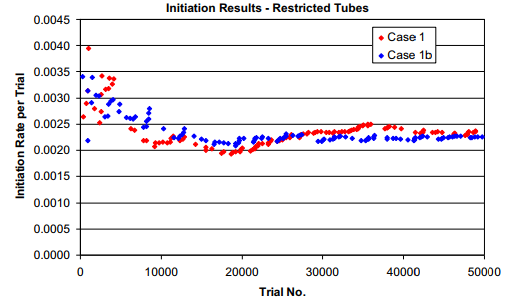 Initiation Results - Restricted Tubes
0.0045
0.0040
0.0035
0.0030
0.0025
0.0020
0.0015
0.0010
0.0005
0.0000
Initiation Rate per Trial
Case 1
Case 1b
0 10000 20000 30000 40000 50000
Trial No.